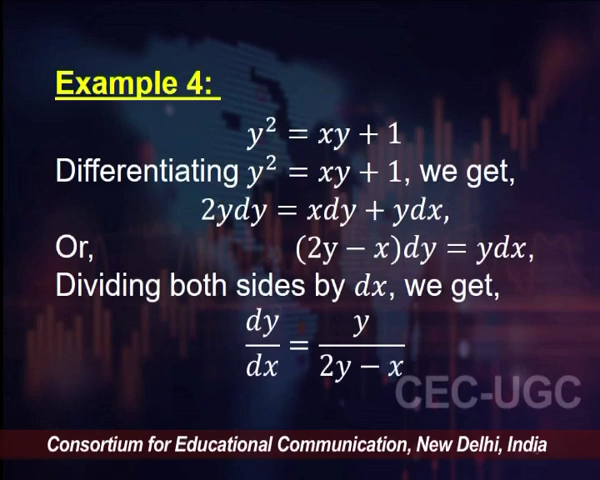 Example 4:
y² = xy + 1
Differentiating y² = xy + 1, we get,
2ydy = xdy + ydx,
Or, (2y − x)dy = ydx,
Dividing both sides by dx, we get,
dy/dx = y/(2y − x)
CEC-UGC
Consortium for Educational Communication, New Delhi, India